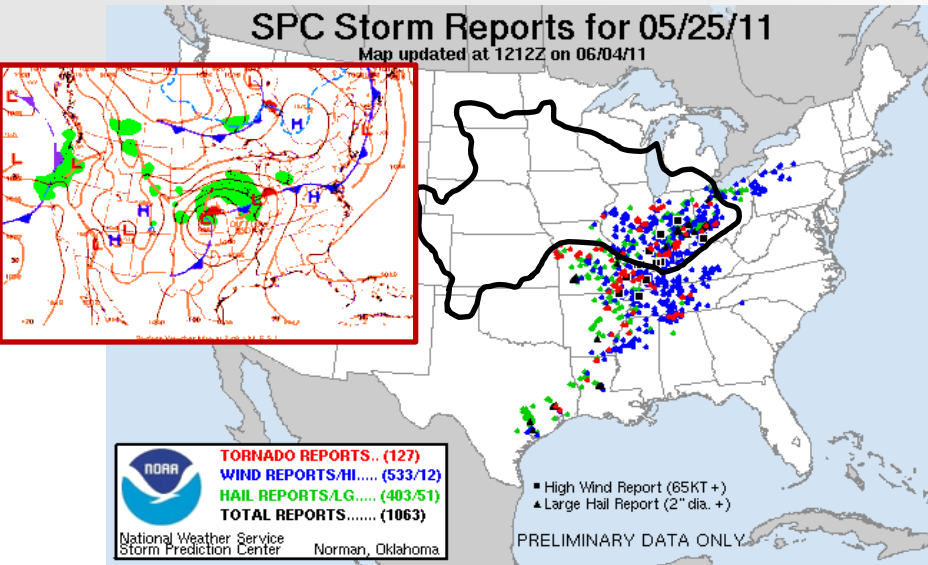 SPC Storm Reports for 05/25/11
Map updated at 1212Z on 06/04/11
TORNADO REPORTS.. (127)
WIND REPORTS/HI..... (533/12)
HAIL REPORTS/LG..... (403/51)
TOTAL REPORTS....... (1063)
NOAA
National Weather Service
Storm Prediction Center Norman, Oklahoma
■ High Wind Report (65KT +)
▲ Large Hail Report (2" dia. +)
PRELIMINARY DATA ONLY